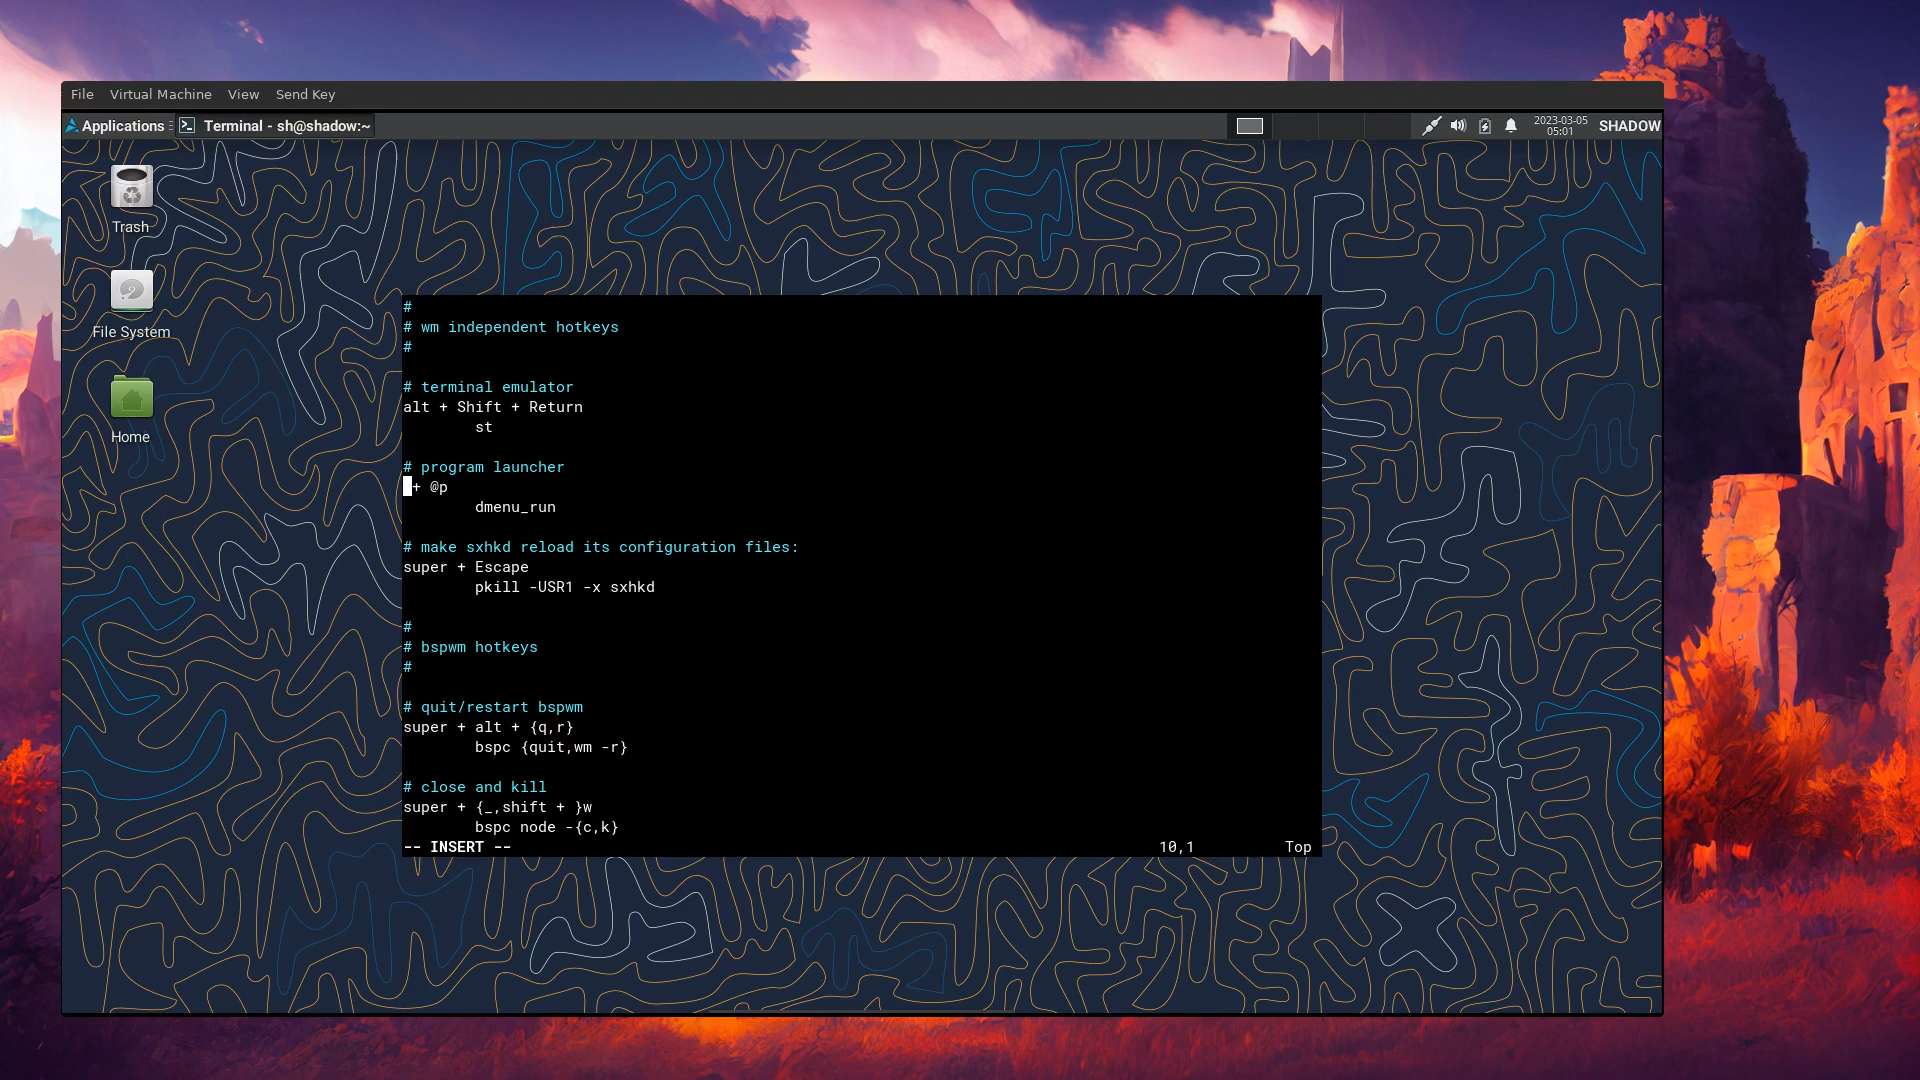 File Virtual Machine View Send Key
Applications Terminal - sh@shadow:~ 2023-03-05 05:01 SHADOW
Trash
File System
Home
#
# wm independent hotkeys
#
# terminal emulator
alt + Shift + Return
st
# program launcher
+ @p
dmenu_run
# make sxhkd reload its configuration files:
super + Escape
pkill -USR1 -x sxhkd
#
# bspwm hotkeys
#
# quit/restart bspwm
super + alt + {q,r}
bspc {quit,wm -r}
# close and kill
super + {_,shift + }w
bspc node -{c,k}
-- INSERT -- 10,1 Top